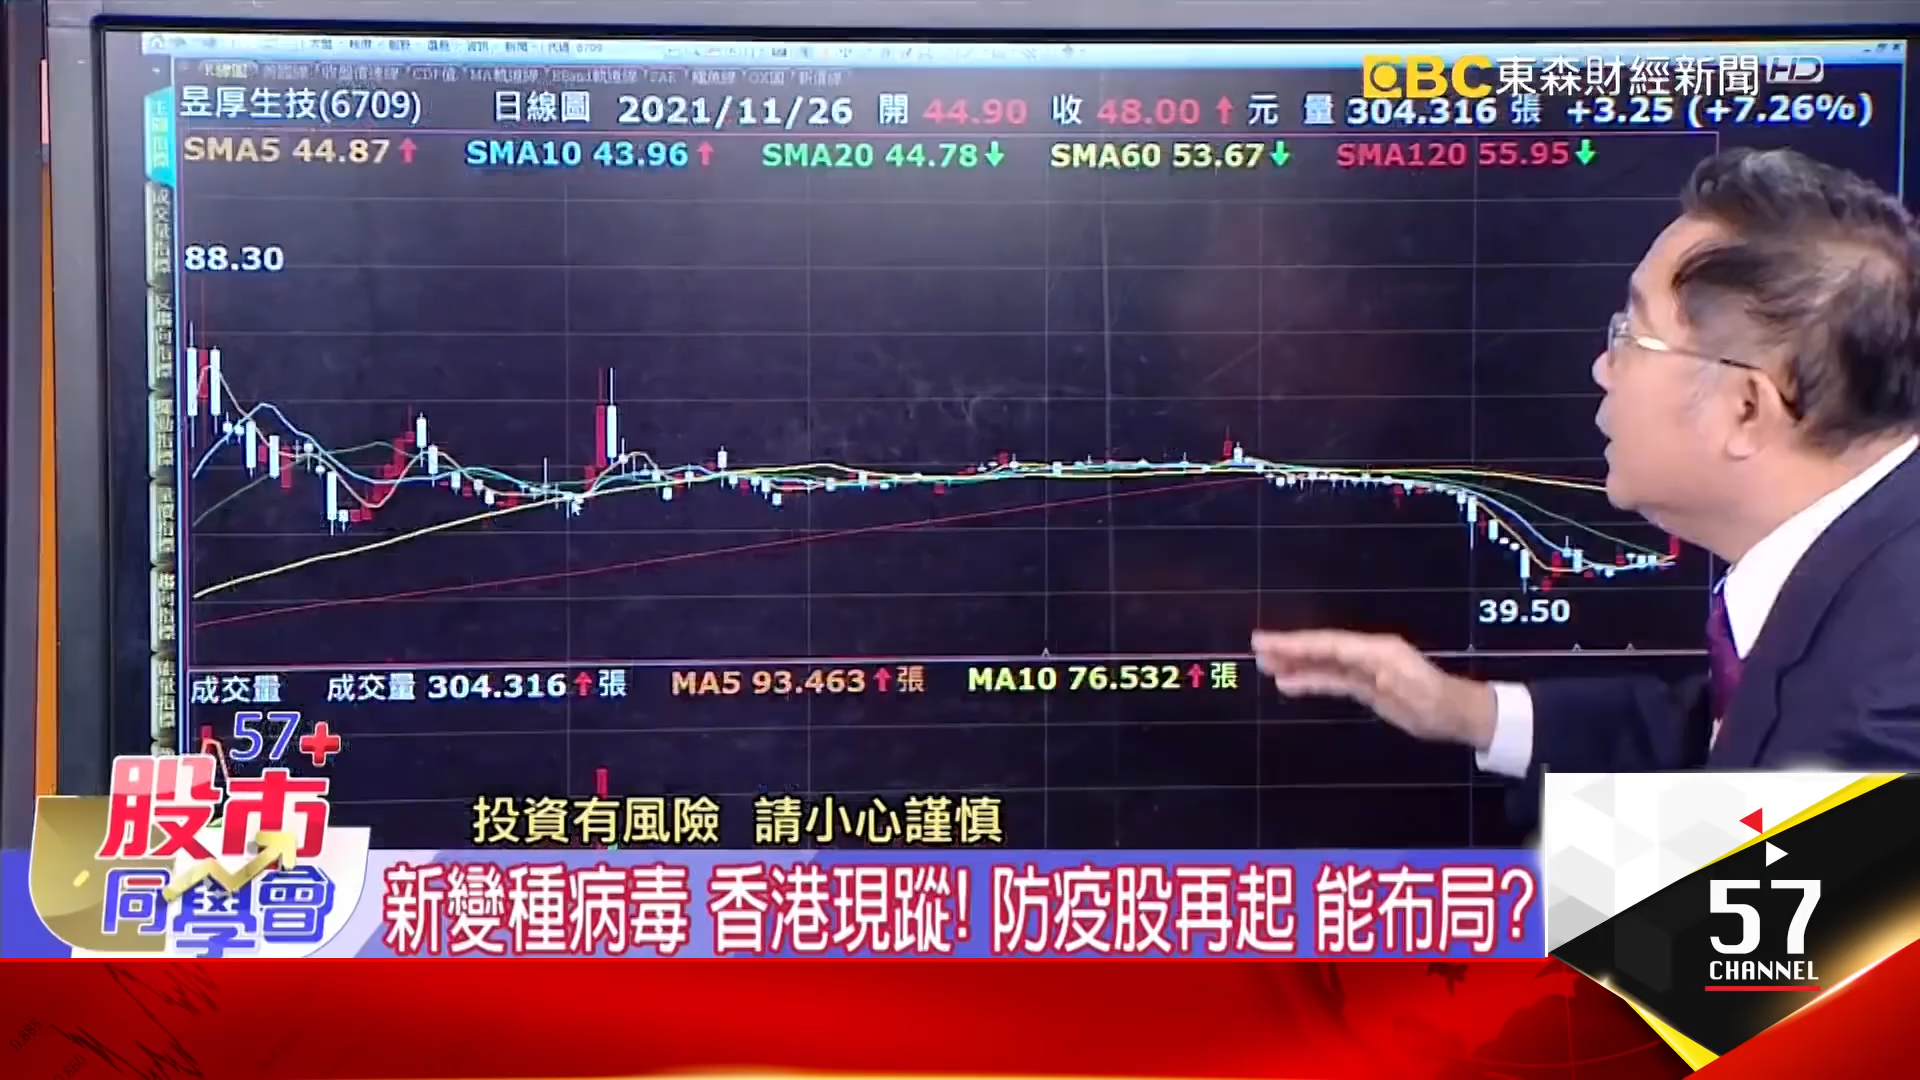 EBC 東森財經新聞 HD
K線圖
昱厚生技(6709) 日線圖 2021/11/26 開 44.90 收 48.00 ↑ 元 量 304.316 張 +3.25 (+7.26%)
SMA5 44.87↑ SMA10 43.96↑ SMA20 44.78↓ SMA60 53.67↓ SMA120 55.95↓
88.30
39.50
成交量 成交量 304.316↑張 MA5 93.463↑張 MA10 76.532↑張
57+
股市
同學會
投資有風險 請小心謹慎
新變種病毒 香港現蹤! 防疫股再起 能布局?
57
CHANNEL